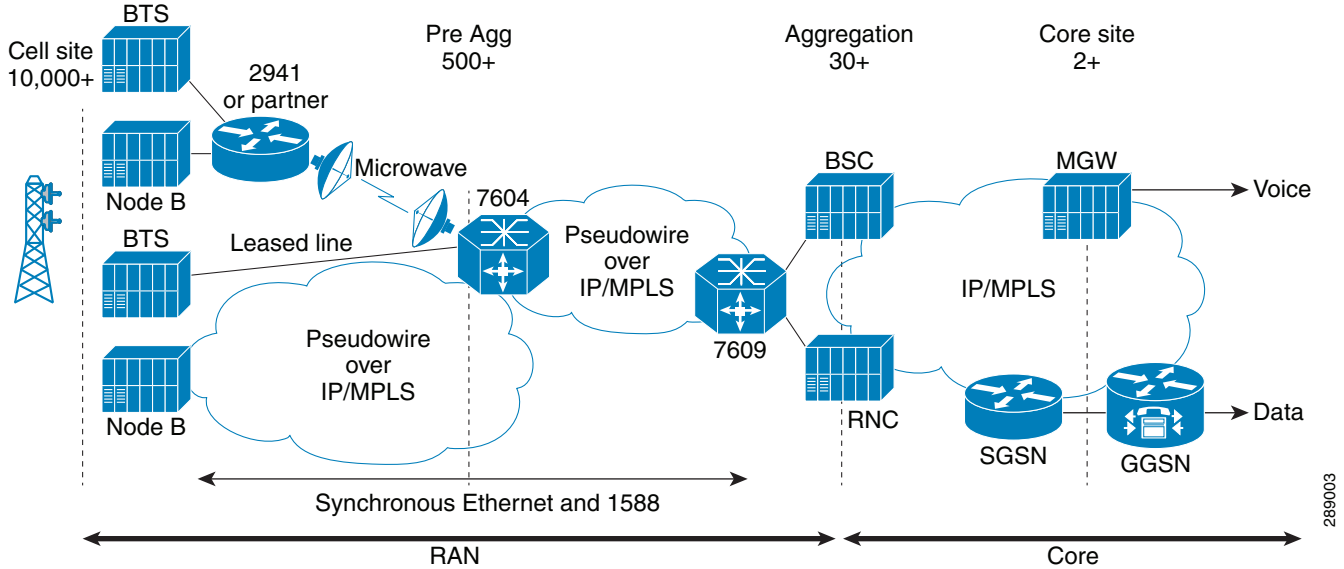 BTS
Cell site
10,000+
Pre Agg
500+
Aggregation
30+
Core site
2+
2941
or partner
Node B
Microwave
BSC
MGW
Voice
7604
BTS
Leased line
Pseudowire
over
IP/MPLS
IP/MPLS
7609
Pseudowire
over
IP/MPLS
Node B
RNC
Data
SGSN
GGSN
Synchronous Ethernet and 1588
289003
RAN
Core